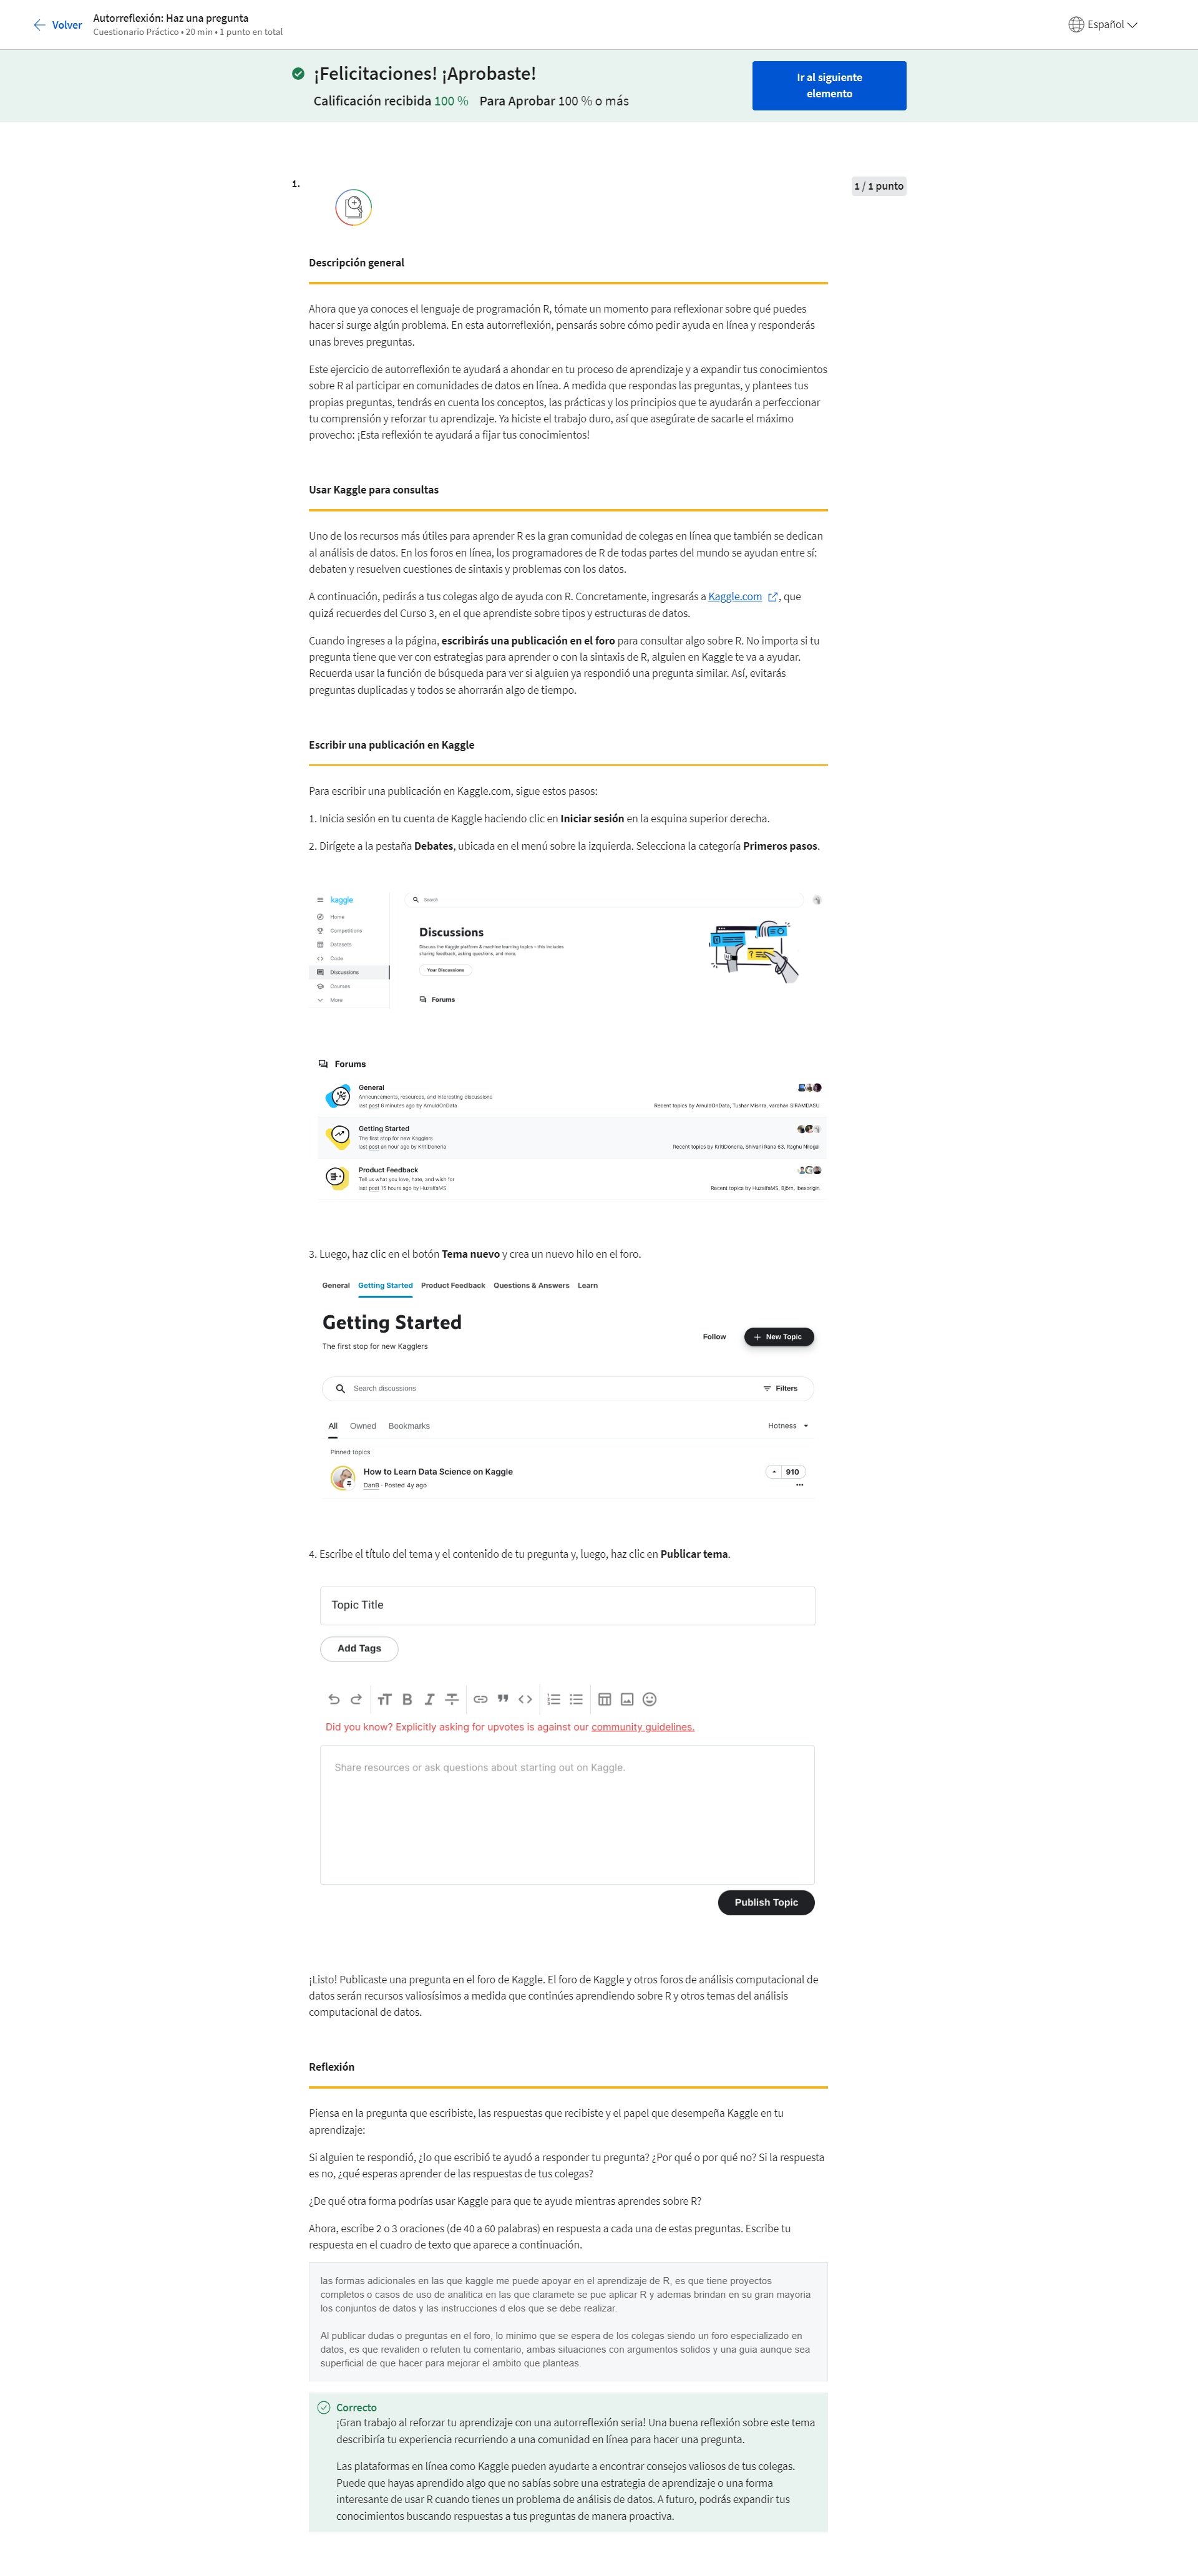 Volver
Autorreflexión: Haz una pregunta
Cuestionario Práctico • 20 min • 1 punto en total
Español
¡Felicitaciones! ¡Aprobaste!
Calificación recibida 100 % Para Aprobar 100 % o más
Ir al siguiente
elemento
1.
1 / 1 punto
Descripción general
Ahora que ya conoces el lenguaje de programación R, tómate un momento para reflexionar sobre qué puedes
hacer si surge algún problema. En esta autorreflexión, pensarás sobre cómo pedir ayuda en línea y responderás
unas breves preguntas.
Este ejercicio de autorreflexión te ayudará a ahondar en tu proceso de aprendizaje y a expandir tus conocimientos
sobre R al participar en comunidades de datos en línea. A medida que respondas las preguntas, y plantees tus
propias preguntas, tendrás en cuenta los conceptos, las prácticas y los principios que te ayudarán a perfeccionar
tu comprensión y reforzar tu aprendizaje. Ya hiciste el trabajo duro, así que asegúrate de sacarle el máximo
provecho: ¡Esta reflexión te ayudará a fijar tus conocimientos!
Usar Kaggle para consultas
Uno de los recursos más útiles para aprender R es la gran comunidad de colegas en línea que también se dedican
al análisis de datos. En los foros en línea, los programadores de R de todas partes del mundo se ayudan entre sí:
debaten y resuelven cuestiones de sintaxis y problemas con los datos.
A continuación, pedirás a tus colegas algo de ayuda con R. Concretamente, ingresarás a Kaggle.com , que
quizá recuerdes del Curso 3, en el que aprendiste sobre tipos y estructuras de datos.
Cuando ingreses a la página, escribirás una publicación en el foro para consultar algo sobre R. No importa si tu
pregunta tiene que ver con estrategias para aprender o con la sintaxis de R, alguien en Kaggle te va a ayudar.
Recuerda usar la función de búsqueda para ver si alguien ya respondió una pregunta similar. Así, evitarás
preguntas duplicadas y todos se ahorrarán algo de tiempo.
Escribir una publicación en Kaggle
Para escribir una publicación en Kaggle.com, sigue estos pasos:
1. Inicia sesión en tu cuenta de Kaggle haciendo clic en Iniciar sesión en la esquina superior derecha.
2. Dirígete a la pestaña Debates, ubicada en el menú sobre la izquierda. Selecciona la categoría Primeros pasos.
kaggle
Search
Home
Competitions
Datasets
Code
Discussions
Courses
More
Discussions
Discuss the Kaggle platform & machine learning topics - this includes
sharing feedback, asking questions, and more.
Your Discussions
Forums
Forums
General
Announcements, resources, and interesting discussions
last post 6 minutes ago by ArnuldOnData
Recent topics by ArnuldOnData, Tushar Mishra, vardhan SIRAMDASU
Getting Started
The first stop for new Kagglers
last post an hour ago by KritiDoneria
Recent topics by KritiDoneria, Shivani Rana 63, Raghu Nilogal
Product Feedback
Tell us what you love, hate, and wish for
last post 15 hours ago by HuzaifaMS
Recent topics by HuzaifaMS, Björn, ibexorigin
3. Luego, haz clic en el botón Tema nuevo y crea un nuevo hilo en el foro.
General Getting Started Product Feedback Questions & Answers Learn
Getting Started
The first stop for new Kagglers
Follow
New Topic
Search discussions
Filters
All Owned Bookmarks
Hotness
Pinned topics
How to Learn Data Science on Kaggle
DanB · Posted 4y ago
910
4. Escribe el título del tema y el contenido de tu pregunta y, luego, haz clic en Publicar tema.
Topic Title
Add Tags
Did you know? Explicitly asking for upvotes is against our community guidelines.
Share resources or ask questions about starting out on Kaggle.
Publish Topic
¡Listo! Publicaste una pregunta en el foro de Kaggle. El foro de Kaggle y otros foros de análisis computacional de
datos serán recursos valiosísimos a medida que continúes aprendiendo sobre R y otros temas del análisis
computacional de datos.
Reflexión
Piensa en la pregunta que escribiste, las respuestas que recibiste y el papel que desempeña Kaggle en tu
aprendizaje:
Si alguien te respondió, ¿lo que escribió te ayudó a responder tu pregunta? ¿Por qué o por qué no? Si la respuesta
es no, ¿qué esperas aprender de las respuestas de tus colegas?
¿De qué otra forma podrías usar Kaggle para que te ayude mientras aprendes sobre R?
Ahora, escribe 2 o 3 oraciones (de 40 a 60 palabras) en respuesta a cada una de estas preguntas. Escribe tu
respuesta en el cuadro de texto que aparece a continuación.
las formas adicionales en las que kaggle me puede apoyar en el aprendizaje de R, es que tiene proyectos
completos o casos de uso de analitica en las que claramete se pue aplicar R y ademas brindan en su gran mayoria
los conjuntos de datos y las instrucciones d elos que se debe realizar.
Al publicar dudas o preguntas en el foro, lo minimo que se espera de los colegas siendo un foro especializado en
datos, es que revaliden o refuten tu comentario, ambas situaciones con argumentos solidos y una guia aunque sea
superficial de que hacer para mejorar el ambito que planteas.
Correcto
¡Gran trabajo al reforzar tu aprendizaje con una autorreflexión seria! Una buena reflexión sobre este tema
describiría tu experiencia recurriendo a una comunidad en línea para hacer una pregunta.
Las plataformas en línea como Kaggle pueden ayudarte a encontrar consejos valiosos de tus colegas.
Puede que hayas aprendido algo que no sabías sobre una estrategia de aprendizaje o una forma
interesante de usar R cuando tienes un problema de análisis de datos. A futuro, podrás expandir tus
conocimientos buscando respuestas a tus preguntas de manera proactiva.